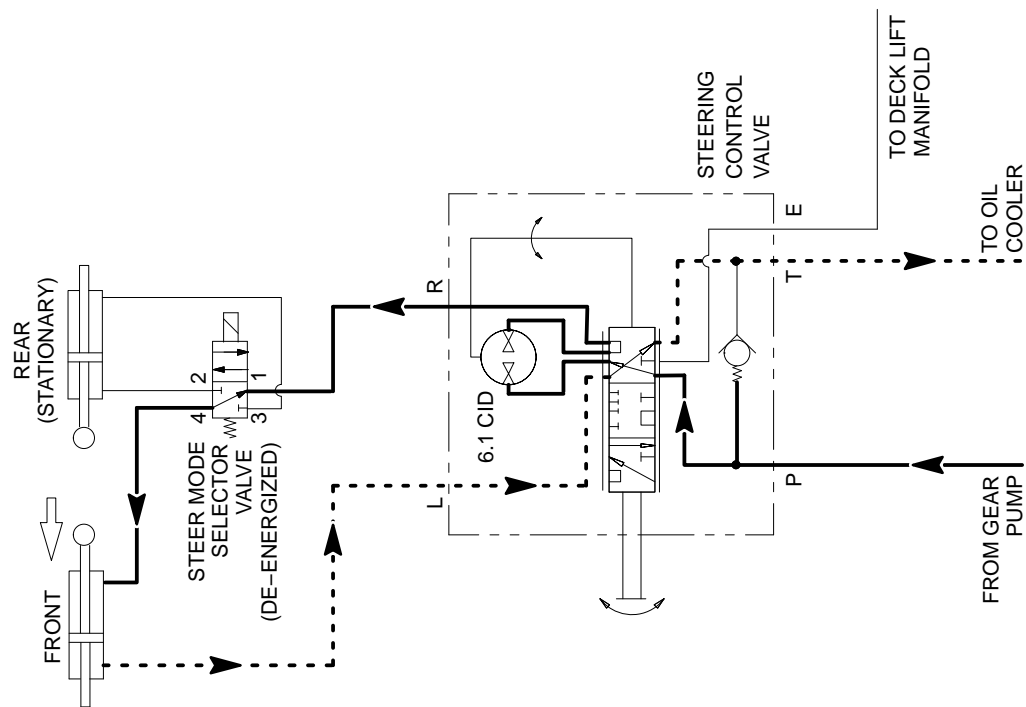 FRONT
REAR
(STATIONARY)
STEER MODE
SELECTOR
VALVE
(DE-ENERGIZED)
4
2
3
1
L
R
6.1 CID
STEERING
CONTROL
VALVE
P
T
E
FROM GEAR
PUMP
TO OIL
COOLER
TO DECK LIFT
MANIFOLD